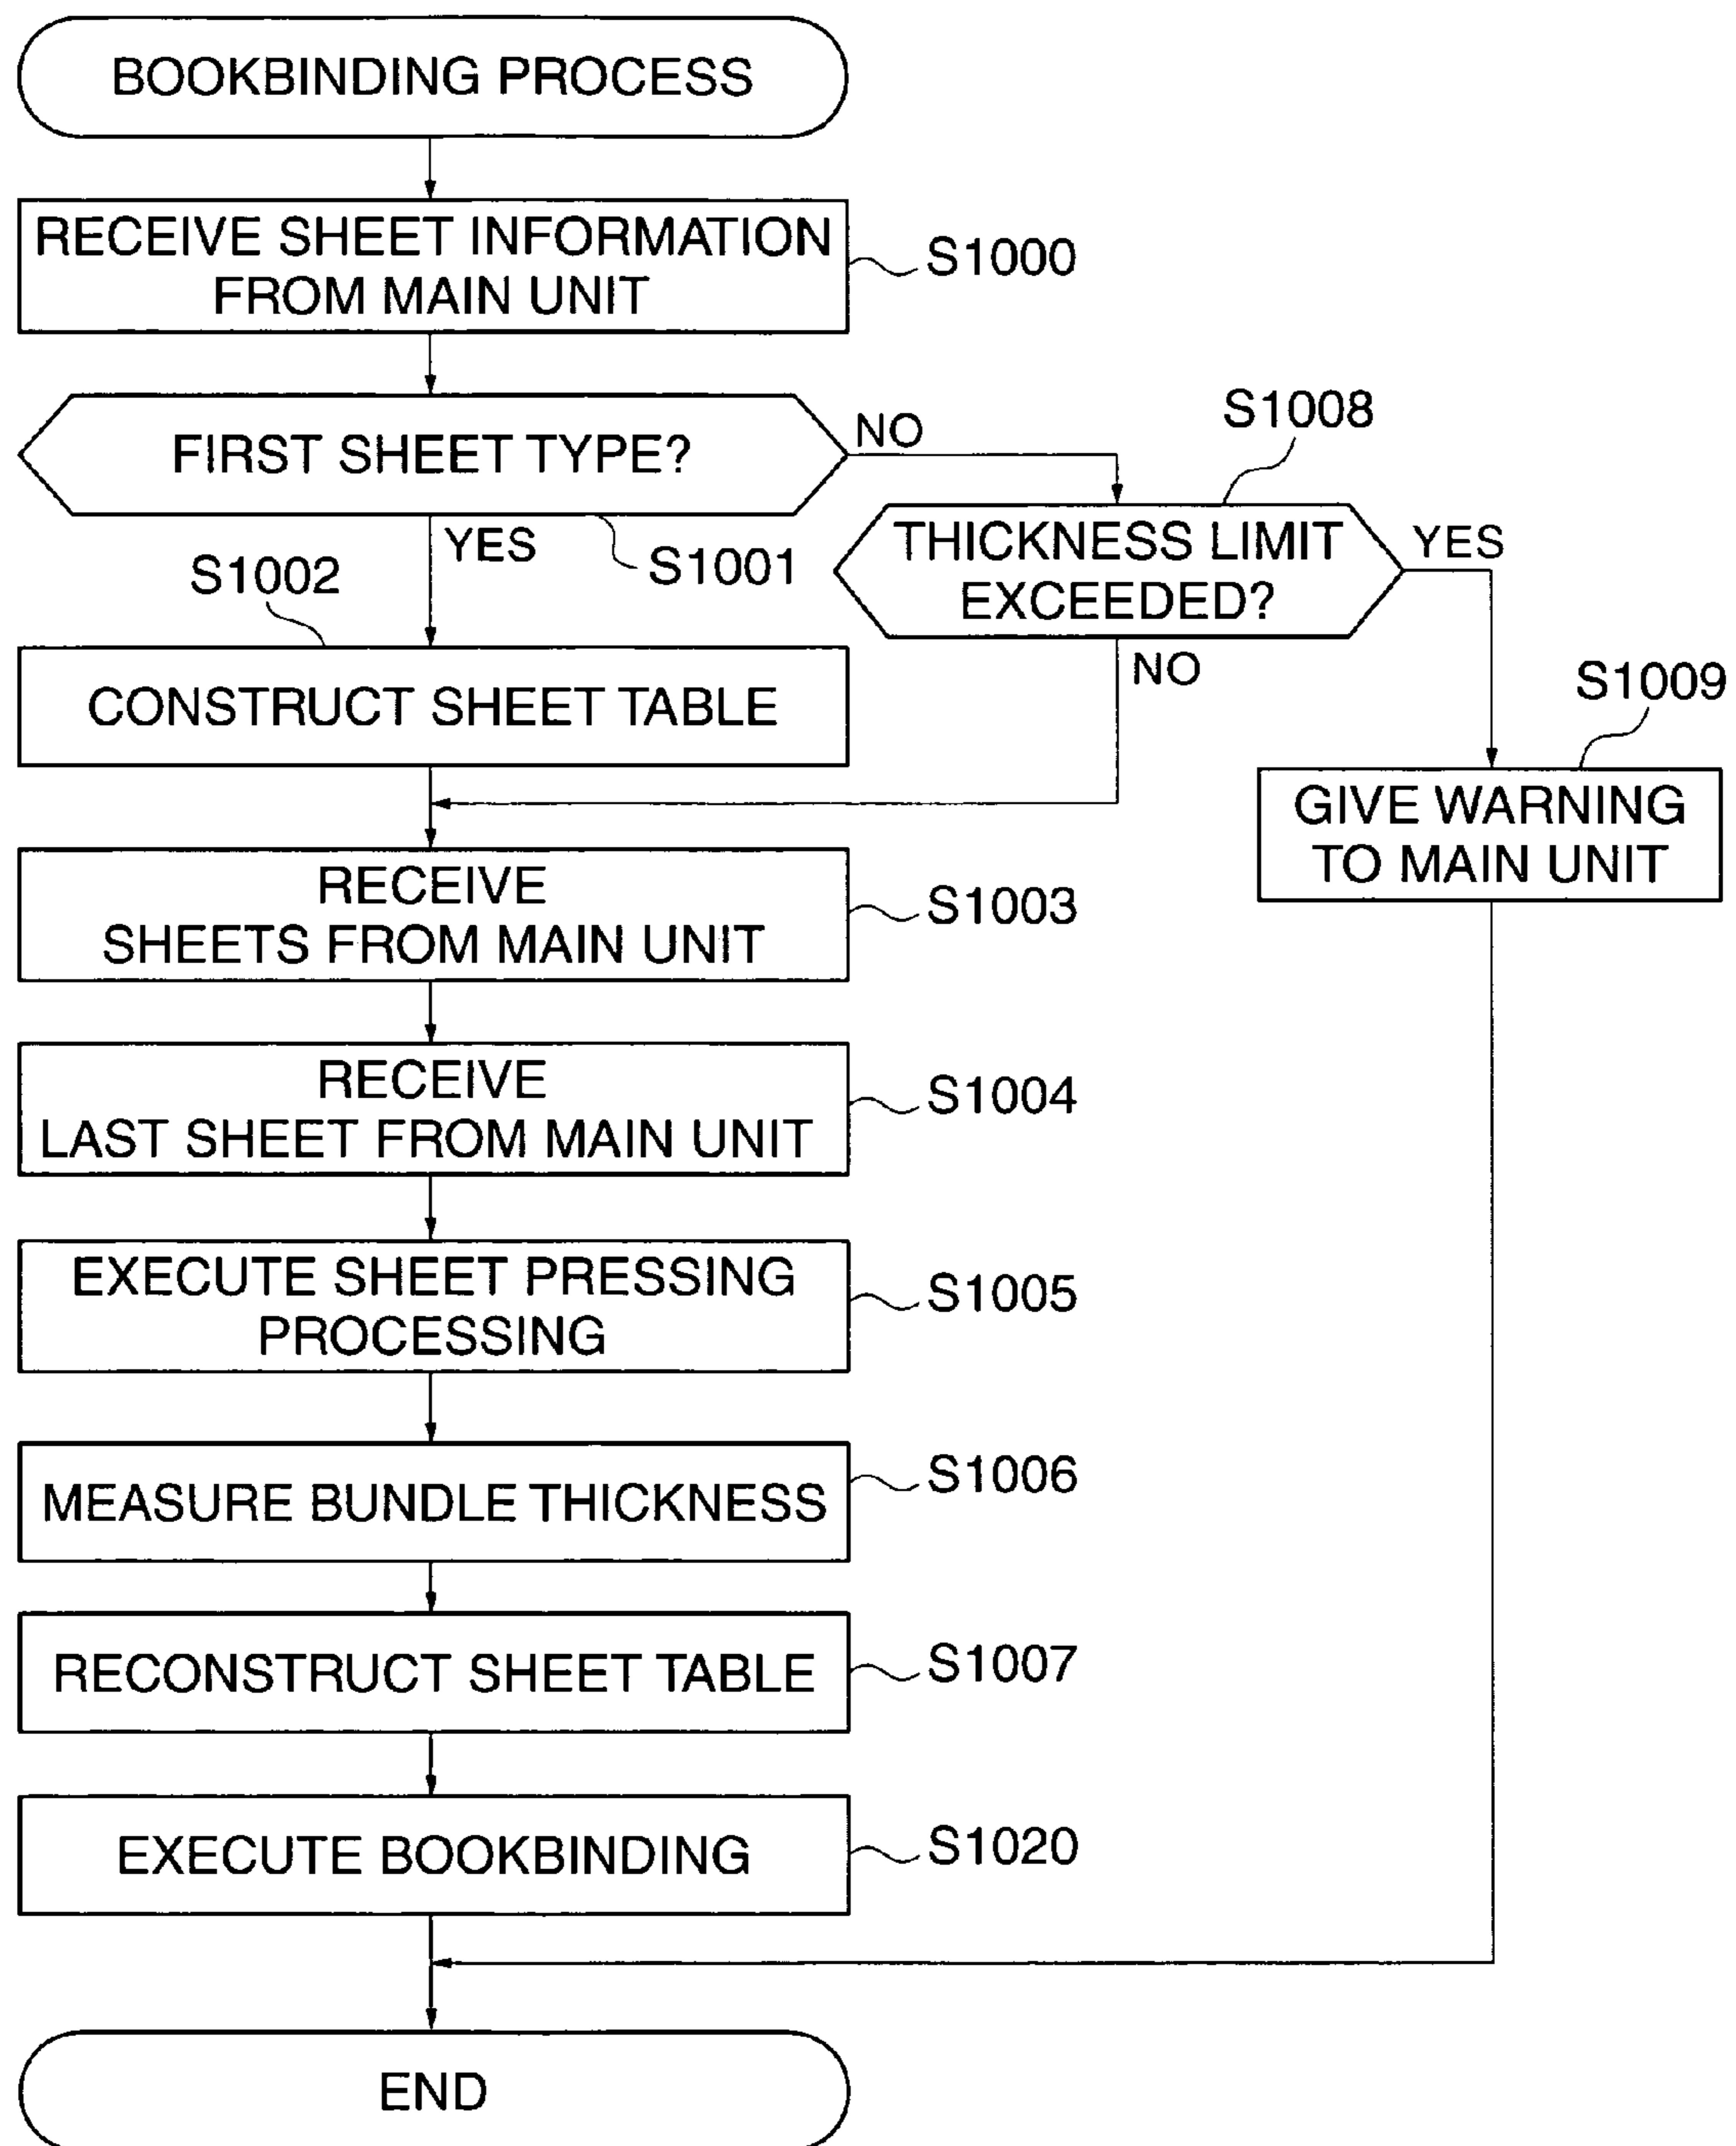 BOOKBINDING PROCESS
RECEIVE SHEET INFORMATION
FROM MAIN UNIT
S1000
FIRST SHEET TYPE?
NO
S1008
YES
S1001
THICKNESS LIMIT
EXCEEDED?
YES
S1002
NO
S1009
CONSTRUCT SHEET TABLE
GIVE WARNING
TO MAIN UNIT
RECEIVE
SHEETS FROM MAIN UNIT
S1003
RECEIVE
LAST SHEET FROM MAIN UNIT
S1004
EXECUTE SHEET PRESSING
PROCESSING
S1005
MEASURE BUNDLE THICKNESS
S1006
RECONSTRUCT SHEET TABLE
S1007
EXECUTE BOOKBINDING
S1020
END